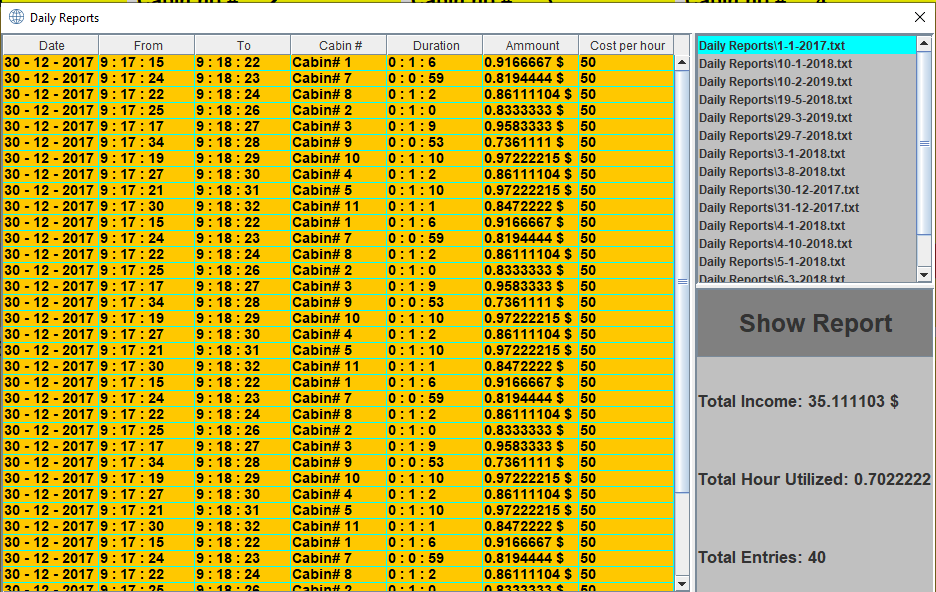 Daily Reports
Date From To Cabin # Duration Ammount Cost per hour
30 - 12 - 2017 9 : 17 : 15 9 : 18 : 22 Cabin# 1 0 : 1 : 6 0.9166667 $ 50
30 - 12 - 2017 9 : 17 : 24 9 : 18 : 23 Cabin# 7 0 : 0 : 59 0.8194444 $ 50
30 - 12 - 2017 9 : 17 : 22 9 : 18 : 24 Cabin# 8 0 : 1 : 2 0.86111104 $ 50
30 - 12 - 2017 9 : 17 : 25 9 : 18 : 26 Cabin# 2 0 : 1 : 0 0.8333333 $ 50
30 - 12 - 2017 9 : 17 : 17 9 : 18 : 27 Cabin# 3 0 : 1 : 9 0.9583333 $ 50
30 - 12 - 2017 9 : 17 : 34 9 : 18 : 28 Cabin# 9 0 : 0 : 53 0.7361111 $ 50
30 - 12 - 2017 9 : 17 : 19 9 : 18 : 29 Cabin# 10 0 : 1 : 10 0.97222215 $ 50
30 - 12 - 2017 9 : 17 : 27 9 : 18 : 30 Cabin# 4 0 : 1 : 2 0.86111104 $ 50
30 - 12 - 2017 9 : 17 : 21 9 : 18 : 31 Cabin# 5 0 : 1 : 10 0.97222215 $ 50
30 - 12 - 2017 9 : 17 : 30 9 : 18 : 32 Cabin# 11 0 : 1 : 1 0.8472222 $ 50
30 - 12 - 2017 9 : 17 : 15 9 : 18 : 22 Cabin# 1 0 : 1 : 6 0.9166667 $ 50
30 - 12 - 2017 9 : 17 : 24 9 : 18 : 23 Cabin# 7 0 : 0 : 59 0.8194444 $ 50
30 - 12 - 2017 9 : 17 : 22 9 : 18 : 24 Cabin# 8 0 : 1 : 2 0.86111104 $ 50
30 - 12 - 2017 9 : 17 : 25 9 : 18 : 26 Cabin# 2 0 : 1 : 0 0.8333333 $ 50
30 - 12 - 2017 9 : 17 : 17 9 : 18 : 27 Cabin# 3 0 : 1 : 9 0.9583333 $ 50
30 - 12 - 2017 9 : 17 : 34 9 : 18 : 28 Cabin# 9 0 : 0 : 53 0.7361111 $ 50
30 - 12 - 2017 9 : 17 : 19 9 : 18 : 29 Cabin# 10 0 : 1 : 10 0.97222215 $ 50
30 - 12 - 2017 9 : 17 : 27 9 : 18 : 30 Cabin# 4 0 : 1 : 2 0.86111104 $ 50
30 - 12 - 2017 9 : 17 : 21 9 : 18 : 31 Cabin# 5 0 : 1 : 10 0.97222215 $ 50
30 - 12 - 2017 9 : 17 : 30 9 : 18 : 32 Cabin# 11 0 : 1 : 1 0.8472222 $ 50
30 - 12 - 2017 9 : 17 : 15 9 : 18 : 22 Cabin# 1 0 : 1 : 6 0.9166667 $ 50
30 - 12 - 2017 9 : 17 : 24 9 : 18 : 23 Cabin# 7 0 : 0 : 59 0.8194444 $ 50
30 - 12 - 2017 9 : 17 : 22 9 : 18 : 24 Cabin# 8 0 : 1 : 2 0.86111104 $ 50
30 - 12 - 2017 9 : 17 : 25 9 : 18 : 26 Cabin# 2 0 : 1 : 0 0.8333333 $ 50
30 - 12 - 2017 9 : 17 : 17 9 : 18 : 27 Cabin# 3 0 : 1 : 9 0.9583333 $ 50
30 - 12 - 2017 9 : 17 : 34 9 : 18 : 28 Cabin# 9 0 : 0 : 53 0.7361111 $ 50
30 - 12 - 2017 9 : 17 : 19 9 : 18 : 29 Cabin# 10 0 : 1 : 10 0.97222215 $ 50
30 - 12 - 2017 9 : 17 : 27 9 : 18 : 30 Cabin# 4 0 : 1 : 2 0.86111104 $ 50
30 - 12 - 2017 9 : 17 : 21 9 : 18 : 31 Cabin# 5 0 : 1 : 10 0.97222215 $ 50
30 - 12 - 2017 9 : 17 : 30 9 : 18 : 32 Cabin# 11 0 : 1 : 1 0.8472222 $ 50
30 - 12 - 2017 9 : 17 : 15 9 : 18 : 22 Cabin# 1 0 : 1 : 6 0.9166667 $ 50
30 - 12 - 2017 9 : 17 : 24 9 : 18 : 23 Cabin# 7 0 : 0 : 59 0.8194444 $ 50
30 - 12 - 2017 9 : 17 : 22 9 : 18 : 24 Cabin# 8 0 : 1 : 2 0.86111104 $ 50
30 - 12 - 2017 9 : 17 : 25 9 : 18 : 26 Cabin# 2 0 : 1 : 0 0.8333333 $ 50
Daily Reports\1-1-2017.txt
Daily Reports\10-1-2018.txt
Daily Reports\10-2-2019.txt
Daily Reports\19-5-2018.txt
Daily Reports\29-3-2019.txt
Daily Reports\29-7-2018.txt
Daily Reports\3-1-2018.txt
Daily Reports\3-8-2018.txt
Daily Reports\30-12-2017.txt
Daily Reports\31-12-2017.txt
Daily Reports\4-1-2018.txt
Daily Reports\4-10-2018.txt
Daily Reports\5-1-2018.txt
Daily Reports\6-3-2018.txt
Show Report
Total Income: 35.111103 $
Total Hour Utilized: 0.7022222
Total Entries: 40